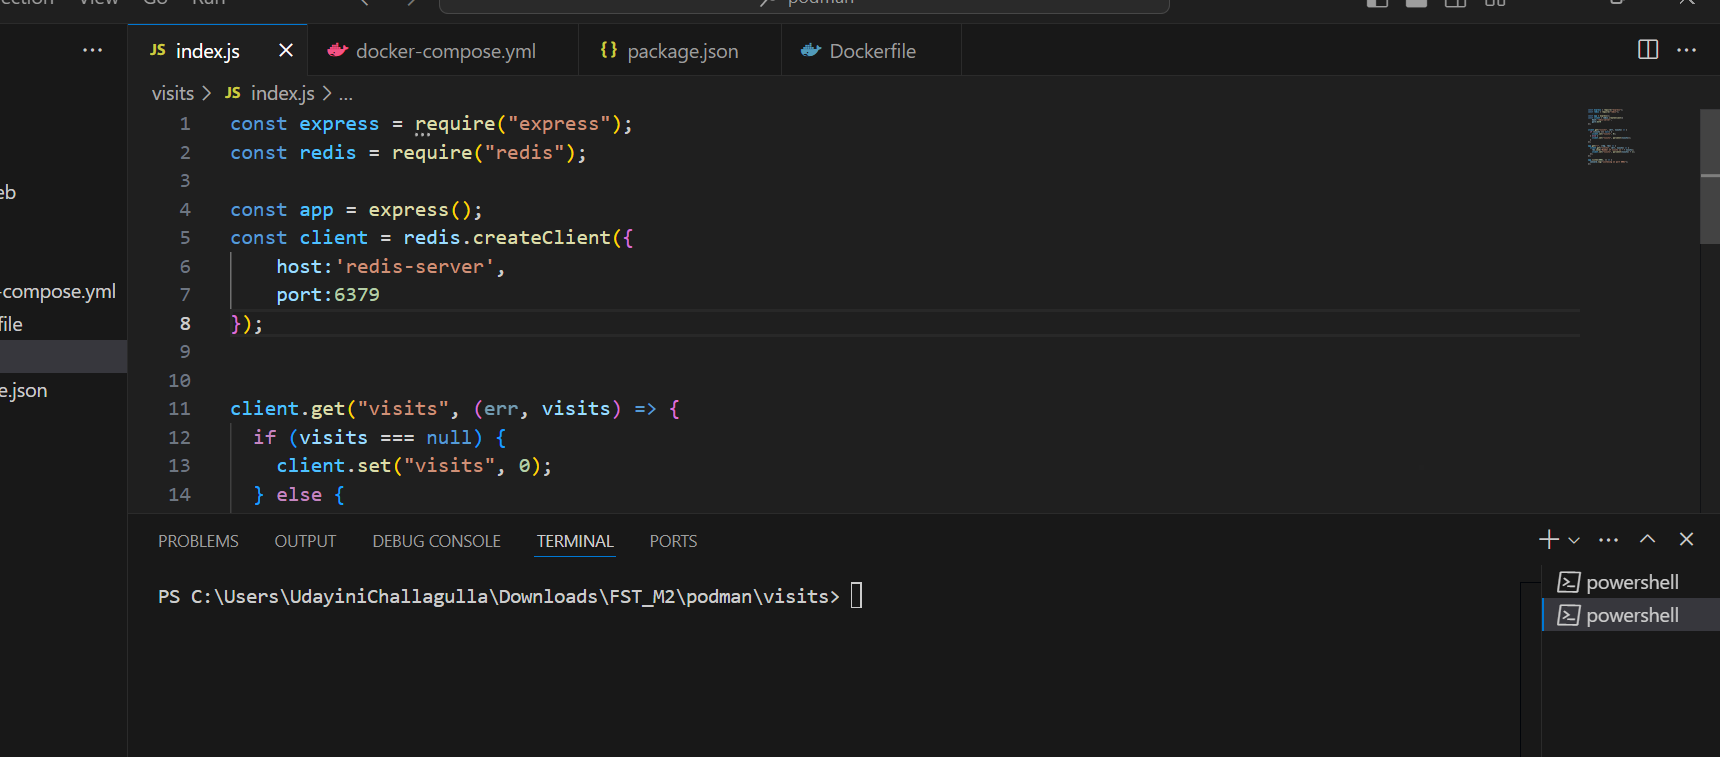 View Go Run podman
JS index.js docker-compose.yml {} package.json Dockerfile
visits > JS index.js > ...
1 const express = require("express");
2 const redis = require("redis");
3
4 const app = express();
5 const client = redis.createClient({
6 host:'redis-server',
7 port:6379
8 });
9
10
11 client.get("visits", (err, visits) => {
12 if (visits === null) {
13 client.set("visits", 0);
14 } else {
eb
-compose.yml
file
e.json
PROBLEMS OUTPUT DEBUG CONSOLE TERMINAL PORTS
PS C:\Users\UdayiniChallagulla\Downloads\FST_M2\podman\visits>
powershell
powershell